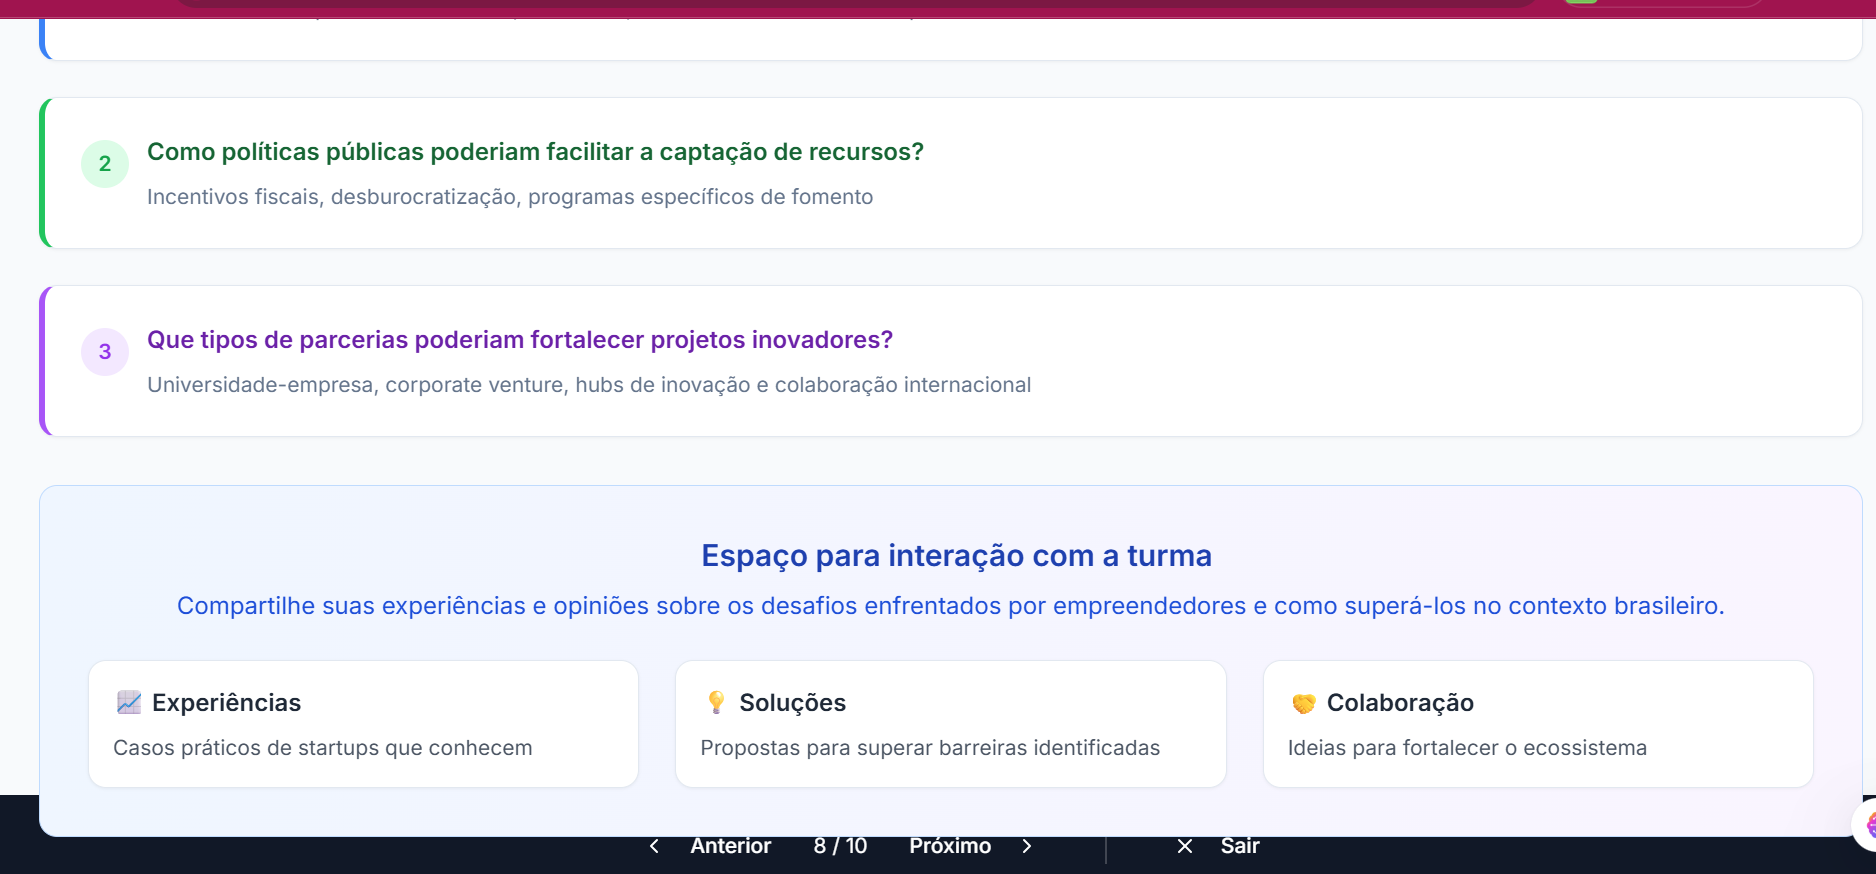 2
Como políticas públicas poderiam facilitar a captação de recursos?
Incentivos fiscais, desburocratização, programas específicos de fomento
3
Que tipos de parcerias poderiam fortalecer projetos inovadores?
Universidade-empresa, corporate venture, hubs de inovação e colaboração internacional
Espaço para interação com a turma
Compartilhe suas experiências e opiniões sobre os desafios enfrentados por empreendedores e como superá-los no contexto brasileiro.
📈 Experiências
Casos práticos de startups que conhecem
💡 Soluções
Propostas para superar barreiras identificadas
🤝 Colaboração
Ideias para fortalecer o ecossistema
Anterior 8 / 10 Próximo Sair